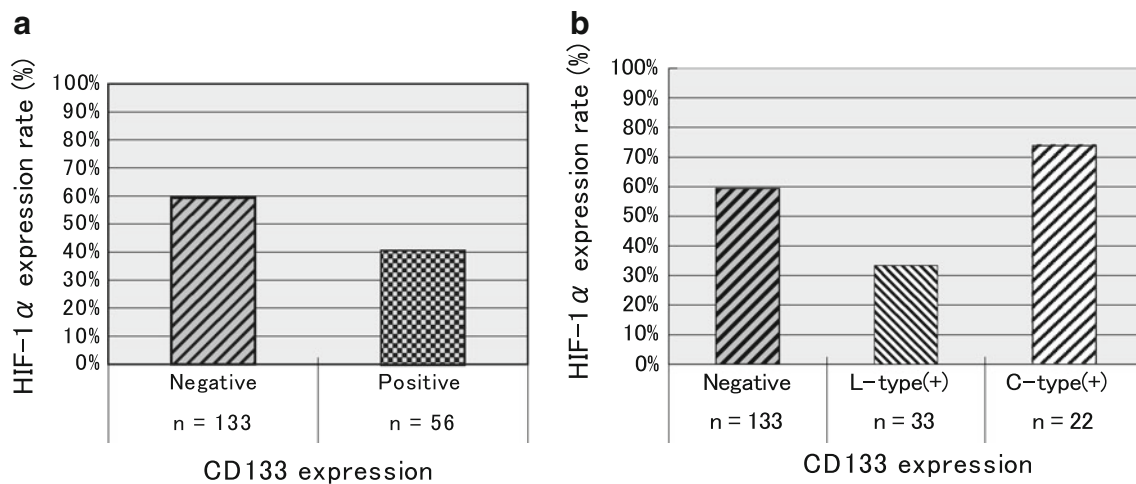 a
HIF-1α expression rate (%)
100%
90%
80%
70%
60%
50%
40%
30%
20%
10%
0%
Negative Positive
n = 133 n = 56
CD133 expression
b
HIF-1α expression rate (%)
100%
90%
80%
70%
60%
50%
40%
30%
20%
10%
0%
Negative L-type(+) C-type(+)
n = 133 n = 33 n = 22
CD133 expression